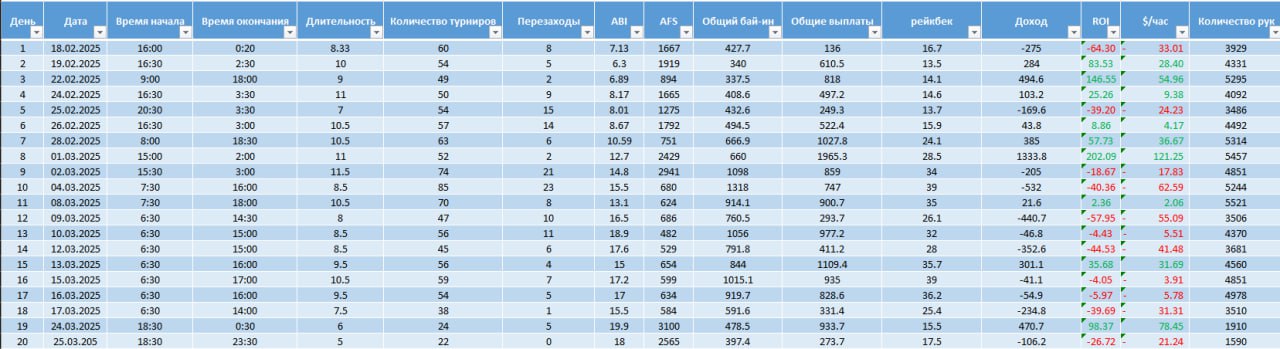 День Дата Время начала Время окончания Длительность Количество турниров Перезаходы ABI AFS Общий бай-ин Общие выплаты рейкбек Доход ROI $/час Количество рук
1 18.02.2025 16:00 0:20 8.33 60 8 7.13 1667 427.7 136 16.7 -275 -64.30 - 33.01 3929
2 19.02.2025 16:30 2:30 10 54 5 6.3 1919 340 610.5 13.5 284 83.53 28.40 4331
3 22.02.2025 9:00 18:00 9 49 2 6.89 894 337.5 818 14.1 494.6 146.55 54.96 5295
4 24.02.2025 16:30 3:30 11 50 9 8.17 1665 408.6 497.2 14.6 103.2 25.26 9.38 4092
5 25.02.2025 20:30 3:30 7 54 15 8.01 1275 432.6 249.3 13.7 -169.6 -39.20 - 24.23 3486
6 26.02.2025 16:30 3:00 10.5 57 14 8.67 1792 494.5 522.4 15.9 43.8 8.86 4.17 4492
7 28.02.2025 8:00 18:30 10.5 63 6 10.59 751 666.9 1027.8 24.1 385 57.73 36.67 5314
8 01.03.2025 15:00 2:00 11 52 2 12.7 2429 660 1965.3 28.5 1333.8 202.09 121.25 5457
9 02.03.2025 15:30 3:00 11.5 74 21 14.8 2941 1098 859 34 -205 -18.67 - 17.83 4851
10 04.03.2025 7:30 16:00 8.5 85 23 15.5 680 1318 747 39 -532 -40.36 - 62.59 5244
11 08.03.2025 7:30 18:00 10.5 70 8 13.1 624 914.1 900.7 35 21.6 2.36 2.06 5521
12 09.03.2025 6:30 14:30 8 47 10 16.5 686 760.5 293.7 26.1 -440.7 -57.95 - 55.09 3506
13 10.03.2025 6:30 15:00 8.5 56 11 18.9 482 1056 977.2 32 -46.8 -4.43 - 5.51 4370
14 12.03.2025 6:30 15:00 8.5 45 6 17.6 529 791.8 411.2 28 -352.6 -44.53 - 41.48 3681
15 13.03.2025 6:30 16:00 9.5 56 4 15 654 844 1109.4 35.7 301.1 35.68 31.69 4560
16 15.03.2025 6:30 17:00 10.5 59 7 17.2 599 1015.1 935 39 -41.1 -4.05 - 3.91 4851
17 16.03.2025 6:30 16:00 9.5 54 5 17 634 919.7 828.6 36.2 -54.9 -5.97 - 5.78 4978
18 17.03.2025 6:30 14:00 7.5 38 1 15.5 584 591.6 331.4 25.4 -234.8 -39.69 - 31.31 3510
19 24.03.2025 18:30 0:30 6 24 5 19.9 3100 478.5 933.7 15.5 470.7 98.37 78.45 1910
20 25.03.205 18:30 23:30 5 22 0 18 2565 397.4 273.7 17.5 -106.2 -26.72 - 21.24 1590